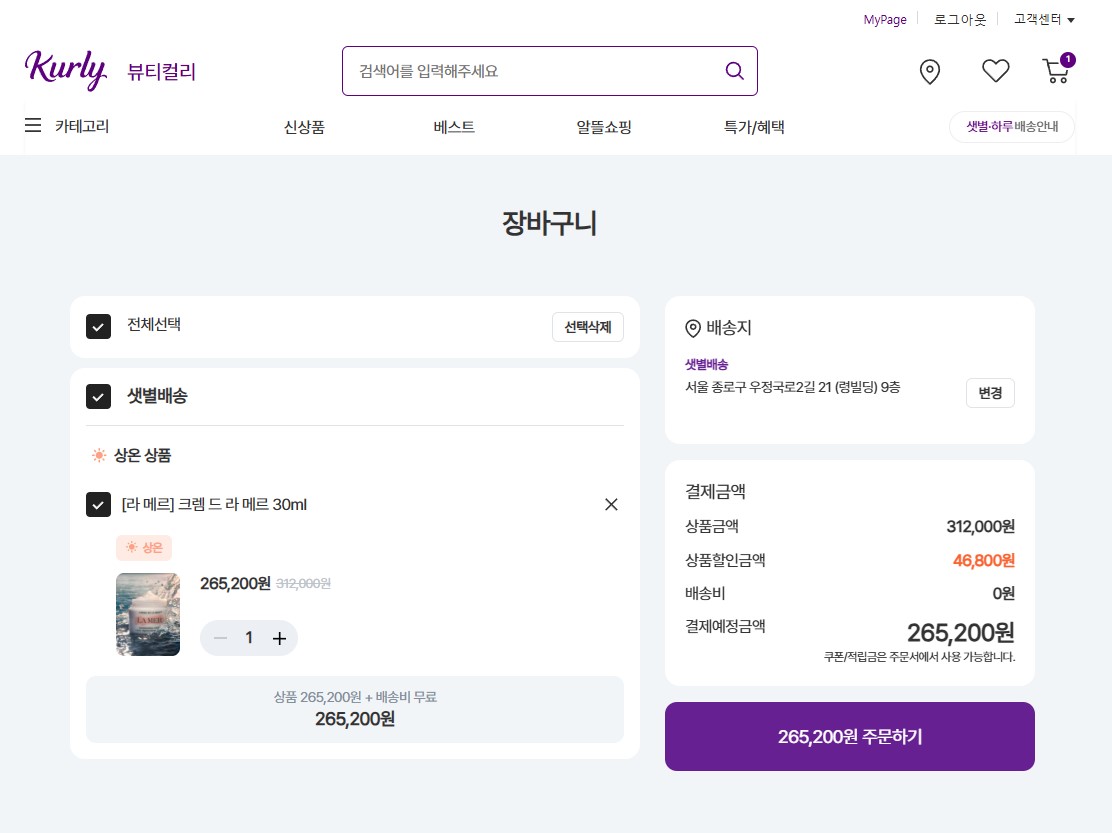 MyPage 로그아웃 고객센터
Kurly 뷰티컬리 검색어를 입력해주세요 1
카테고리 신상품 베스트 알뜰쇼핑 특가/혜택 샛별·하루 배송안내
장바구니
전체선택 선택삭제
샛별배송
상온 상품
[라 메르] 크렘 드 라 메르 30ml
상온
LA MER
265,200원 312,000원
1
상품 265,200원 + 배송비 무료
265,200원
배송지
샛별배송
서울 종로구 우정국로2길 21 (령빌딩) 9층
변경
결제금액
상품금액 312,000원
상품할인금액 46,800원
배송비 0원
결제예정금액 265,200원
쿠폰/적립금은 주문서에서 사용 가능합니다.
265,200원 주문하기